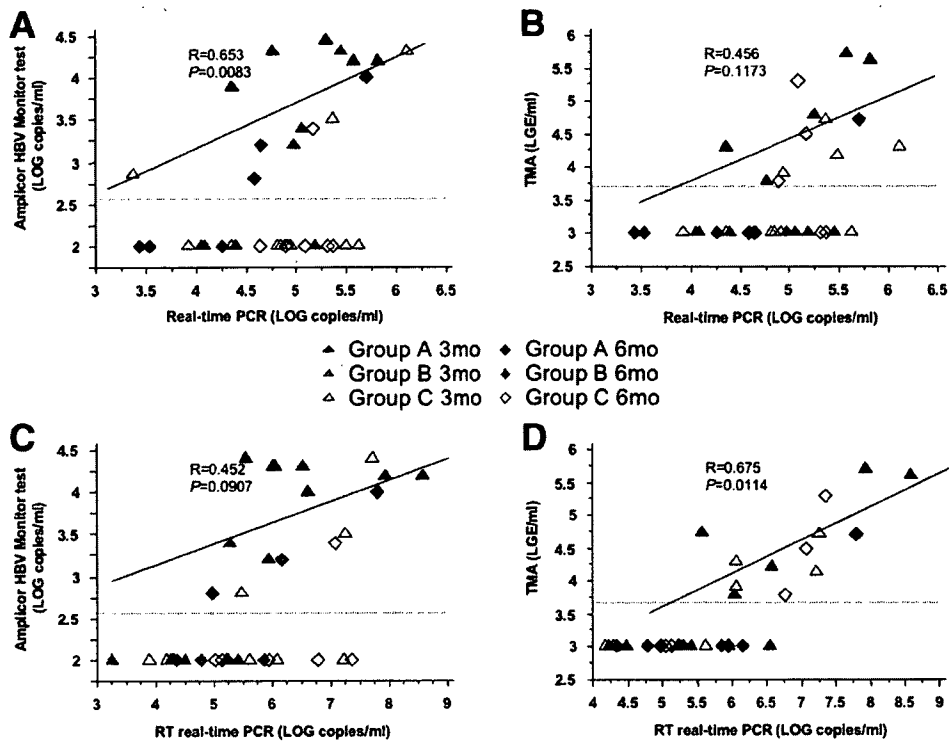 A
Amplicor HBV Monitor test
(LOG copies/ml)
4.5
4
3.5
3
2.5
2
R=0.653
P=0.0083
3 3.5 4 4.5 5 5.5 6 6.5
Real-time PCR (LOG copies/ml)
B
TMA (LGE/ml)
6
5.5
5
4.5
4
3.5
3
2.5
R=0.456
P=0.1173
3 3.5 4 4.5 5 5.5 6 6.5
Real-time PCR (LOG copies/ml)
Group A 3mo Group A 6mo
Group B 3mo Group B 6mo
Group C 3mo Group C 6mo
C
Amplicor HBV Monitor test
(LOG copies/ml)
4.5
4
3.5
3
2.5
2
R=0.452
P=0.0907
3 4 5 6 7 8 9
RT real-time PCR (LOG copies/ml)
D
TMA (LGE/ml)
6
5.5
5
4.5
4
3.5
3
2.5
R=0.675
P=0.0114
4 4.5 5 5.5 6 6.5 7 7.5 8 8.5 9
RT real-time PCR (LOG copies/ml)